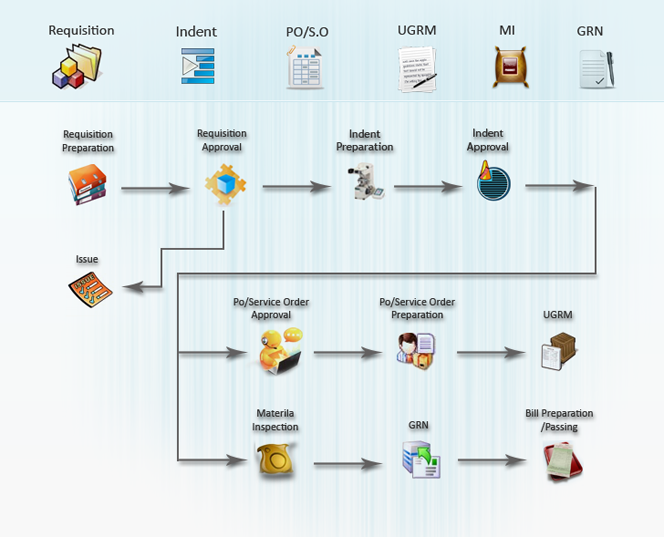 Requisition
Indent
PO/S.O
UGRM
MI
GRN
Requisition
Preparation
Requisition
Approval
Indent
Preparation
Indent
Approval
Issue
Po/Service Order
Approval
Po/Service Order
Preparation
UGRM
Materila
Inspection
GRN
Bill Preparation
/Passing